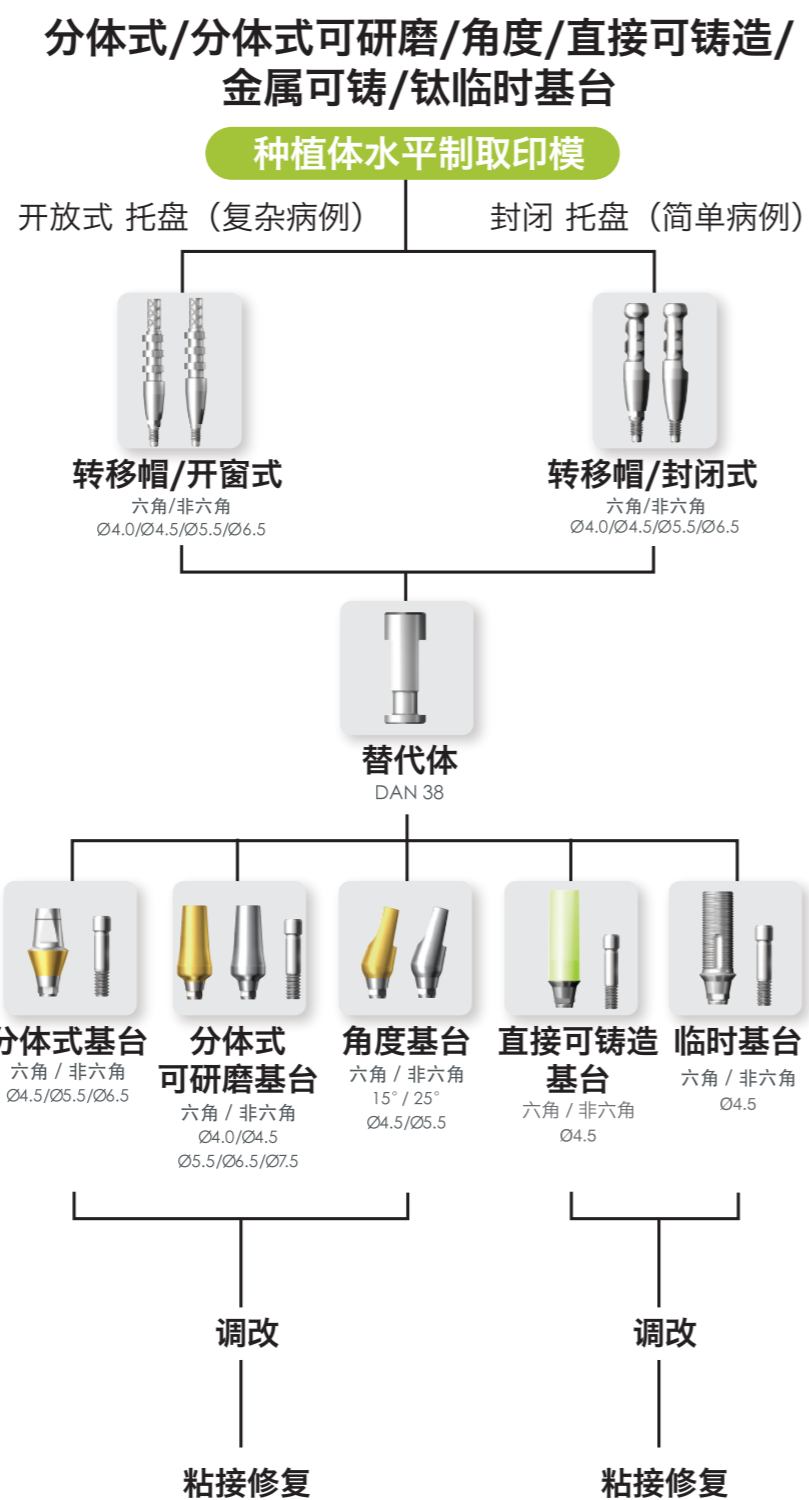 分体式/分体式可研磨/角度/直接可铸造/
金属可铸/钛临时基台
种植体水平制取印模
开放式 托盘（复杂病例）
封闭 托盘（简单病例）
转移帽/开窗式
六角/非六角
Ø4.0/Ø4.5/Ø5.5/Ø6.5
转移帽/封闭式
六角/非六角
Ø4.0/Ø4.5/Ø5.5/Ø6.5
替代体
DAN 38
分体式基台
六角 / 非六角
Ø4.5/Ø5.5/Ø6.5
分体式
可研磨基台
六角 / 非六角
Ø4.0/Ø4.5
Ø5.5/Ø6.5/Ø7.5
角度基台
六角 / 非六角
15° / 25°
Ø4.5/Ø5.5
直接可铸造
基台
六角 / 非六角
Ø4.5
临时基台
六角 / 非六角
Ø4.5
调改
调改
粘接修复
粘接修复